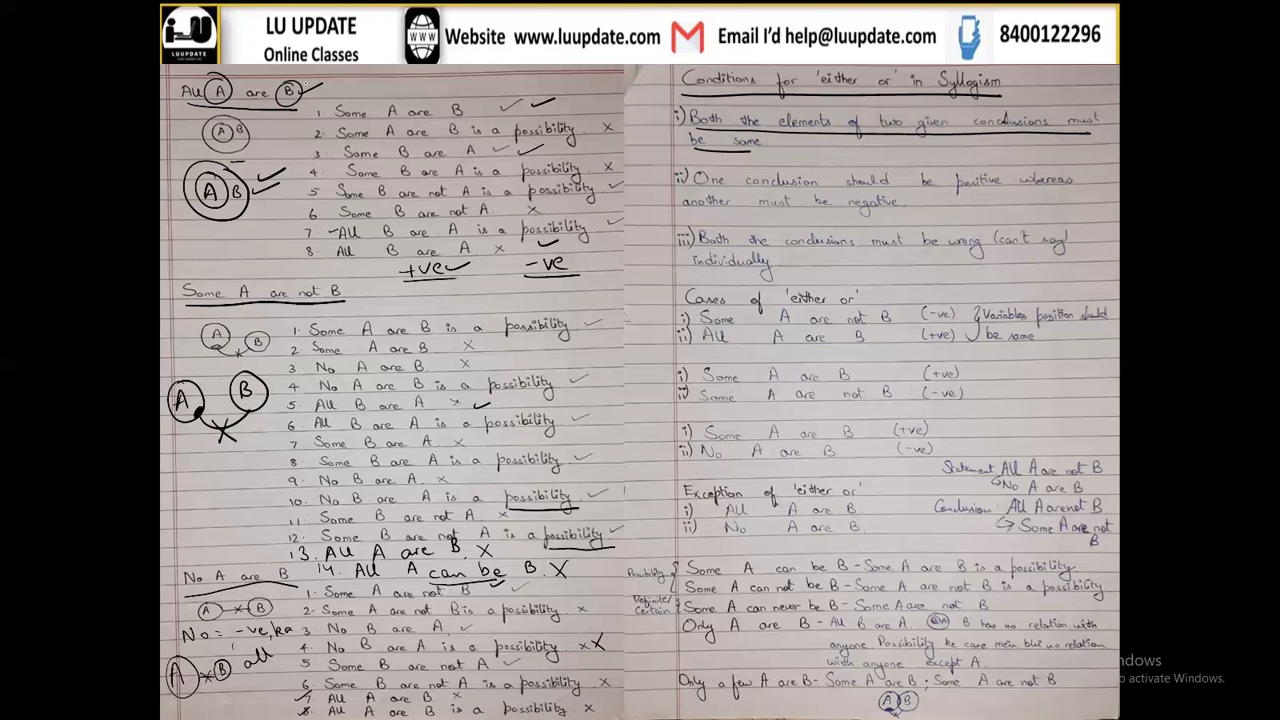 LU UPDATE
Online Classes
LUUPDATE
WWW
Website www.luupdate.com
Email I'd help@luupdate.com
8400122296
All A are B
A B
A B
1. Some A are B ✓ ✓
2. Some A are B is a possibility ×
3. Some B are A ✓ ✓
4. Some B are A is a possibility ×
5. Some B are not A is a possibility ✓
6. Some B are not A. ×
7. All B are A is a possibility ✓
8. All B are A ×
+ve ✓ -ve
Some A are not B
A B
A B
1. Some A are B is a possibility ✓
2. Some A are B. ×
3. No A are B. ×
4. No A are B is a possibility ✓
5. All B are A × ✓
6. All B are A is a possibility ✓
7. Some B are A. ×
8. Some B are A is a possibility ✓
9. No B are A. ×
10. No B are A is a possibility ✓
11. Some B are not A. ×
12. Some B are not A is a possibility ✓
13. All A are B. ×
14. All A can be B. ×
No A are B
A × B
No = -ve,ka
all
A × B
1. Some A are not B ✓ ✓
2. Some A are not B is a possibility ×
3. No B are A. ✓
4. No B are A is a possibility × ×
5. Some B are not A ✓
6. Some B are not A is a possibility ×
7. All A are B ×
8. All A are B is a possibility ×
Conditions for 'either or' in Syllogism
i) Both the elements of two given conclusions must
be same
ii) One conclusion should be positive whereas
another must be negative.
iii) Both the conclusions must be wrong (can't say)
individually
Cases of 'either or'
i) Some A are not B (-ve) Variables position should
ii) All A are B (+ve) be same
i) Some A are B (+ve)
ii) Some A are not B (-ve)
i) Some A are B (+ve)
ii) No A are B (-ve)
Statement: All A are not B
No A are B
Exception of 'either or'
i) All A are B.
ii) No A are B.
Conclusion: All A are not B
Some A are not
B
Possibility Some A can be B - Some A are B is a possibility
Some A can not be B - Some A are not B is a possibility
Definite/
Certain Some A can never be B - Some A are not B
Only A are B - All B are A. B has no relation with
anyone. Possibility ke case mein bhi no relation
with anyone except A.
Only a few A are B - Some A are B ; Some A are not B
A B
ndows
o activate Windows.